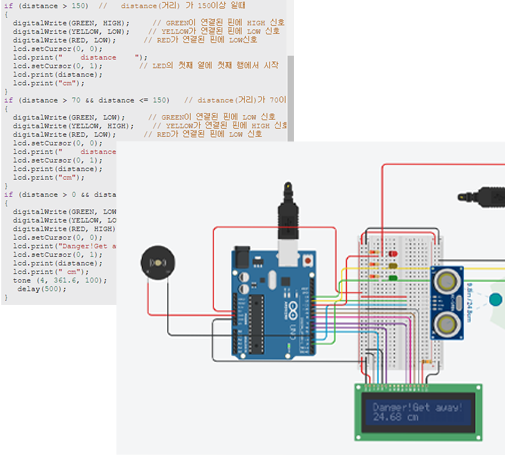 if (distance > 150)  //   distance(거리) 가 150이상 일때
{
  digitalWrite(GREEN, HIGH);     // GREEN이 연결된 핀에 HIGH 신호
  digitalWrite(YELLOW, LOW);    // YELLOW가 연결된 핀에 LOW 신호
  digitalWrite(RED, LOW);      // RED가 연결된 핀에 LOW신호
  lcd.setCursor(0, 0);
  lcd.print("   distance    ");
  lcd.setCursor(0, 1);        // LED의 첫째 열에 첫째 행에서 시작
  lcd.print(distance);
  lcd.print("cm");
}
if (distance > 70 && distance <= 150)   // distance(거리)가 70이
{
  digitalWrite(GREEN, LOW);     // GREEN이 연결된 핀에 LOW 신호
  digitalWrite(YELLOW, HIGH);    // YELLOW가 연결된 핀에 HIGH 신호
  digitalWrite(RED, LOW);      // RED가 연결된 핀에 LOW 신호
  lcd.setCursor(0, 0);
  lcd.print("   distance
  lcd.setCursor(0, 1);
  lcd.print(distance);
  lcd.print("cm");
}
if (distance > 0 && dista
{
  digitalWrite(GREEN, LOW
  digitalWrite(YELLOW, LO
  digitalWrite(RED, HIGH)
  lcd.setCursor(0, 0);
  lcd.print("Danger!Get a
  lcd.setCursor(0, 1);
  lcd.print(distance);
  lcd.print(" cm");
  tone (4, 361.6, 100);
   delay(500);
}
UNO
9.8in / 24.8cm
Danger!Get away!
24.68 cm